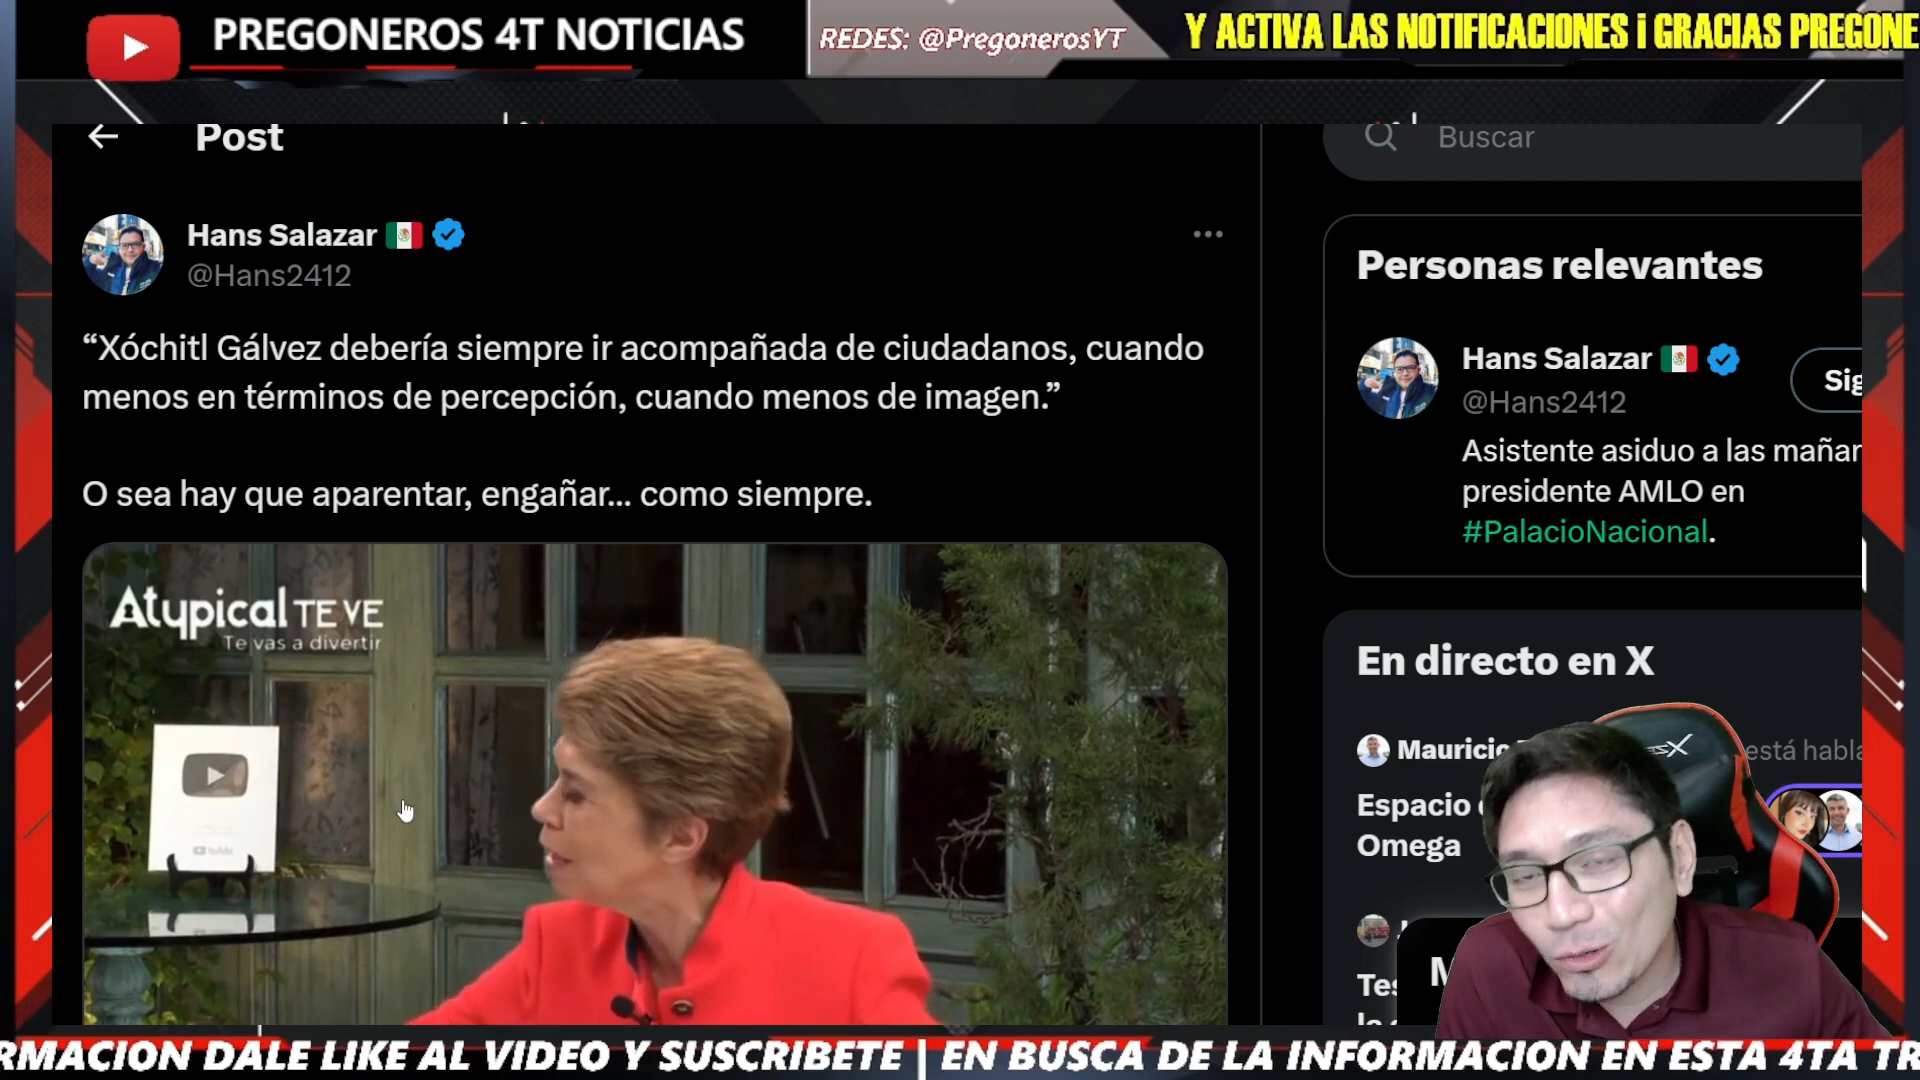 PREGONEROS 4T NOTICIAS
REDES: @PregonerosYT
Y ACTIVA LAS NOTIFICACIONES ¡ GRACIAS PREGONE
Post
Buscar
Hans Salazar
@Hans2412
“Xóchitl Gálvez debería siempre ir acompañada de ciudadanos, cuando
menos en términos de percepción, cuando menos de imagen.”
O sea hay que aparentar, engañar... como siempre.
Atypical TE VE
Te vas a divertir
YouTube
Personas relevantes
Hans Salazar
Sig
@Hans2412
Asistente asiduo a las mañan
presidente AMLO en
#PalacioNacional.
En directo en X
Mauricio
está habla
Espacio
Omega
Tes
RMACION DALE LIKE AL VIDEO Y SUSCRIBETE | EN BUSCA DE LA INFORMACION EN ESTA 4TA TR